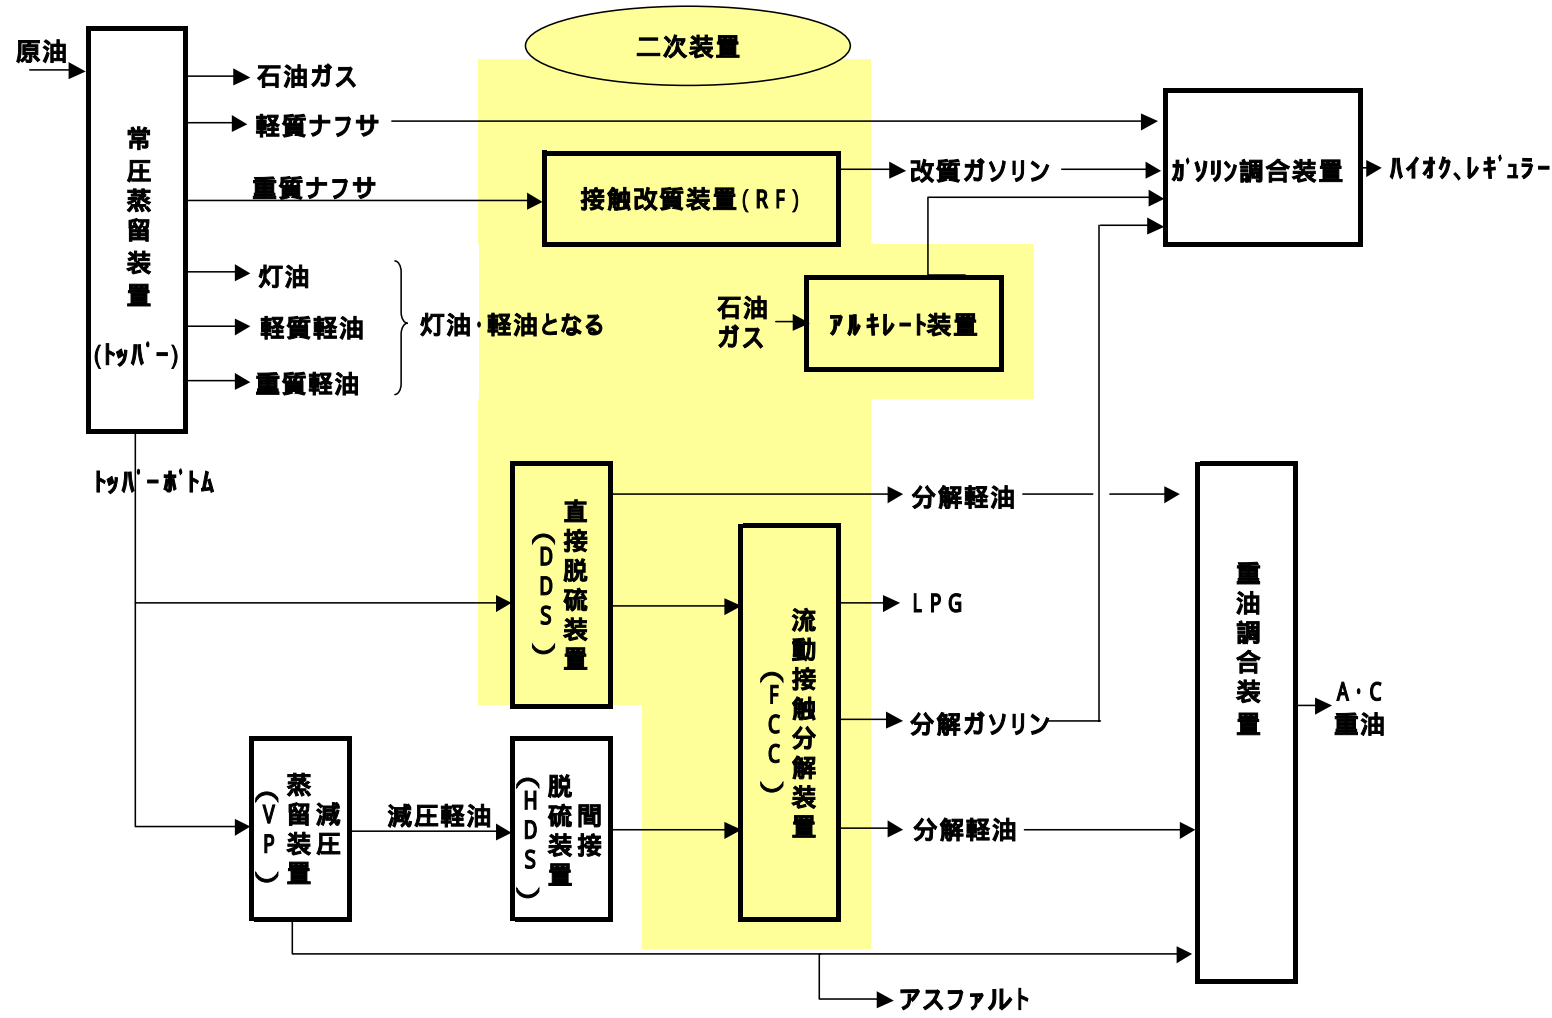 二次装置
原油
常圧蒸留装置
(ﾄｯﾊﾟｰ)
石油ガス
軽質ナフサ
重質ナフサ
灯油
軽質軽油
重質軽油
灯油・軽油となる
接触改質装置(RF)
改質ガソリン
ｶﾞｿﾘﾝ調合装置
ハイオク、レギュラー
石油
ガス
ｱﾙｷﾚｰﾄ装置
ﾄｯﾊﾟｰﾎﾞﾄﾑ
直接脱硫装置
(DDS)
分解軽油
流動接触分解装置
(FCC)
LPG
分解ガソリン
分解軽油
重油調合装置
A・C
重油
減圧
蒸留装置
(VP)
減圧軽油
間接
脱硫装置
(HDS)
アスファルト